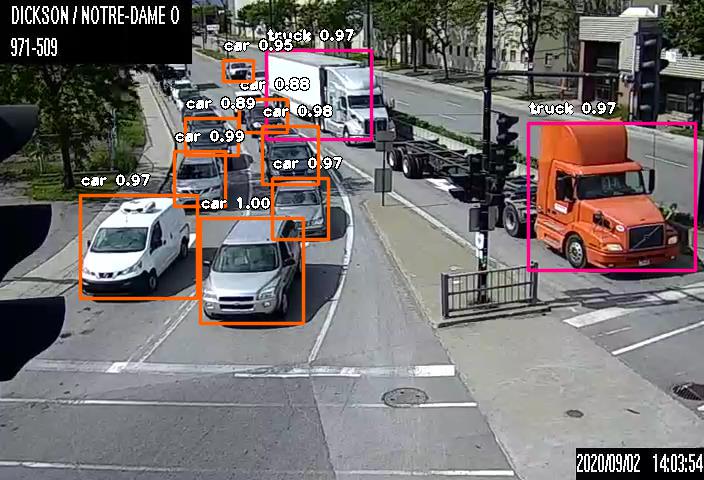 DICKSON / NOTRE-DAME O
971-509
car 0.95
truck 0.97
car 0.88
car 0.89
car 0.98
truck 0.97
car 0.99
car 0.97
car 0.97
car 1.00
2020/09/02 14:03:54